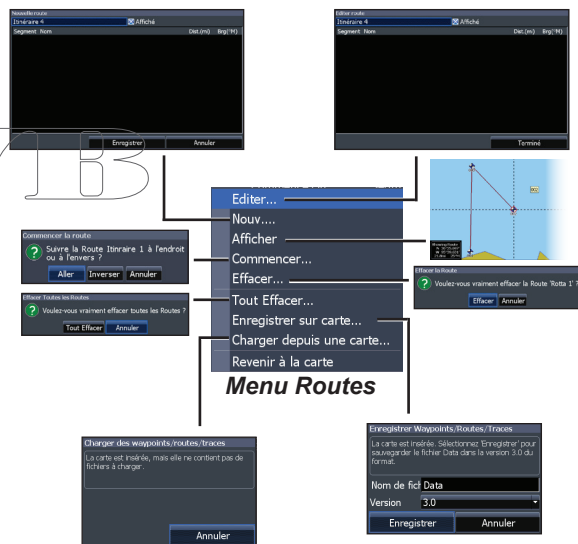 Nouvelle route
Itinéraire 4 Affiché
Segment Nom Dist.(mi) Brg(°M)
Enregistrer Annuler
Editer route
Itinéraire 4 Affiché
Segment Nom Dist.(mi) Brg(°M)
Terminé
Editer...
Nouv....
Afficher
Commencer...
Effacer...
Tout Effacer...
Enregistrer sur carte...
Charger depuis une carte...
Revenir à la carte
Menu Routes
Commencer la route
Suivre la Route Itinraire 1 à l'endroit
ou à l'envers ?
Aller Inverser Annuler
Effacer Toutes les Routes
Voulez-vous vraiment effacer toutes les Routes ?
Tout Effacer Annuler
Effacer la Route
Voulez-vous vraiment effacer la Route 'Rotta 1' ?
Effacer Annuler
Charger des waypoints/routes/traces
La carte est insérée, mais elle ne contient pas de
fichiers à charger.
Annuler
Enregistrer Waypoints/Routes/Traces
La carte est insérée. Sélectionnez 'Enregistrer' pour
sauvegarder le fichier Data dans la version 3.0 du
format.
Nom de fich Data
Version 3.0
Enregistrer Annuler